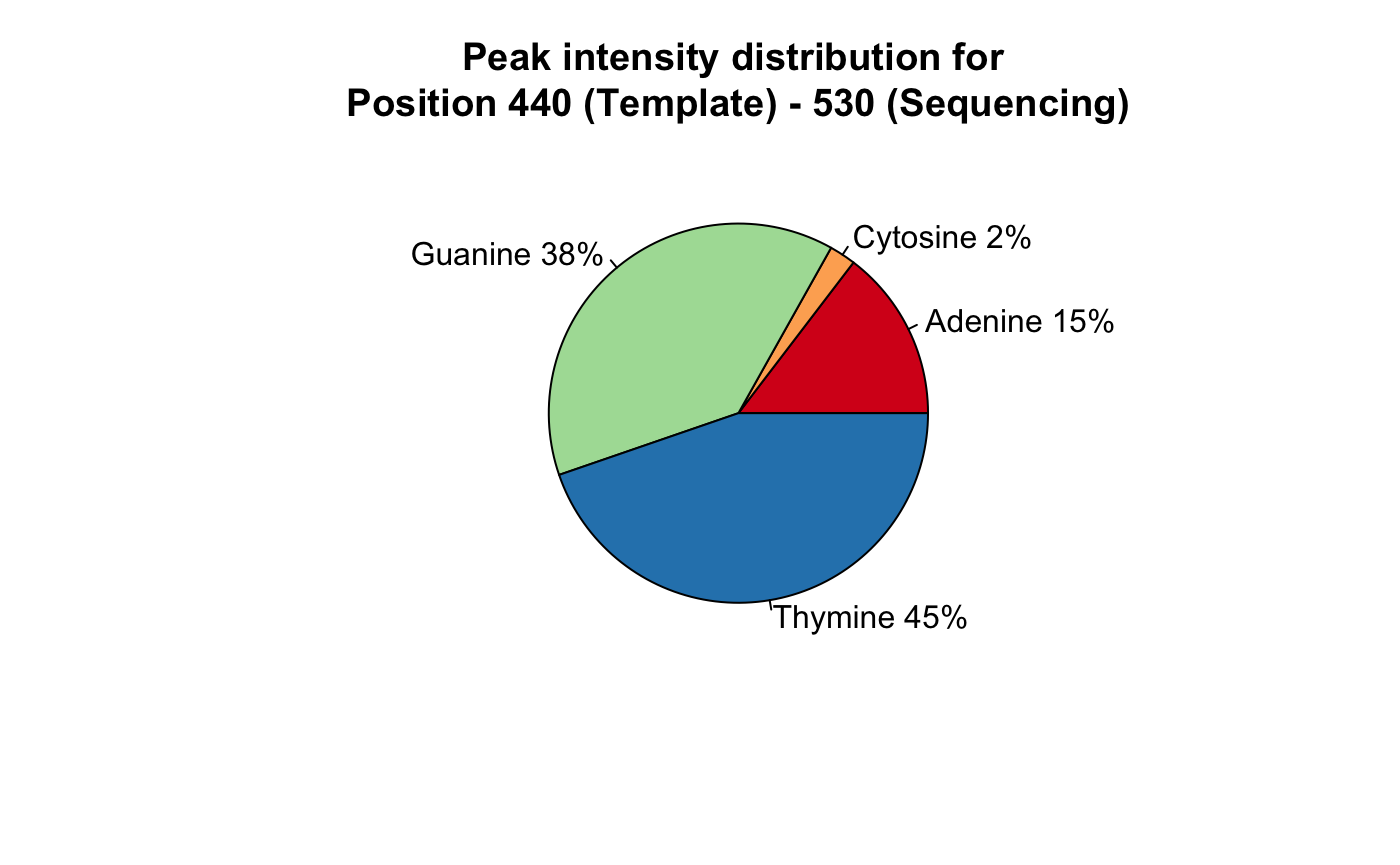 Peak intensity distribution for
Position 440 (Template) - 530 (Sequencing)
Cytosine 2%
Guanine 38%
Adenine 15%
Thymine 45%